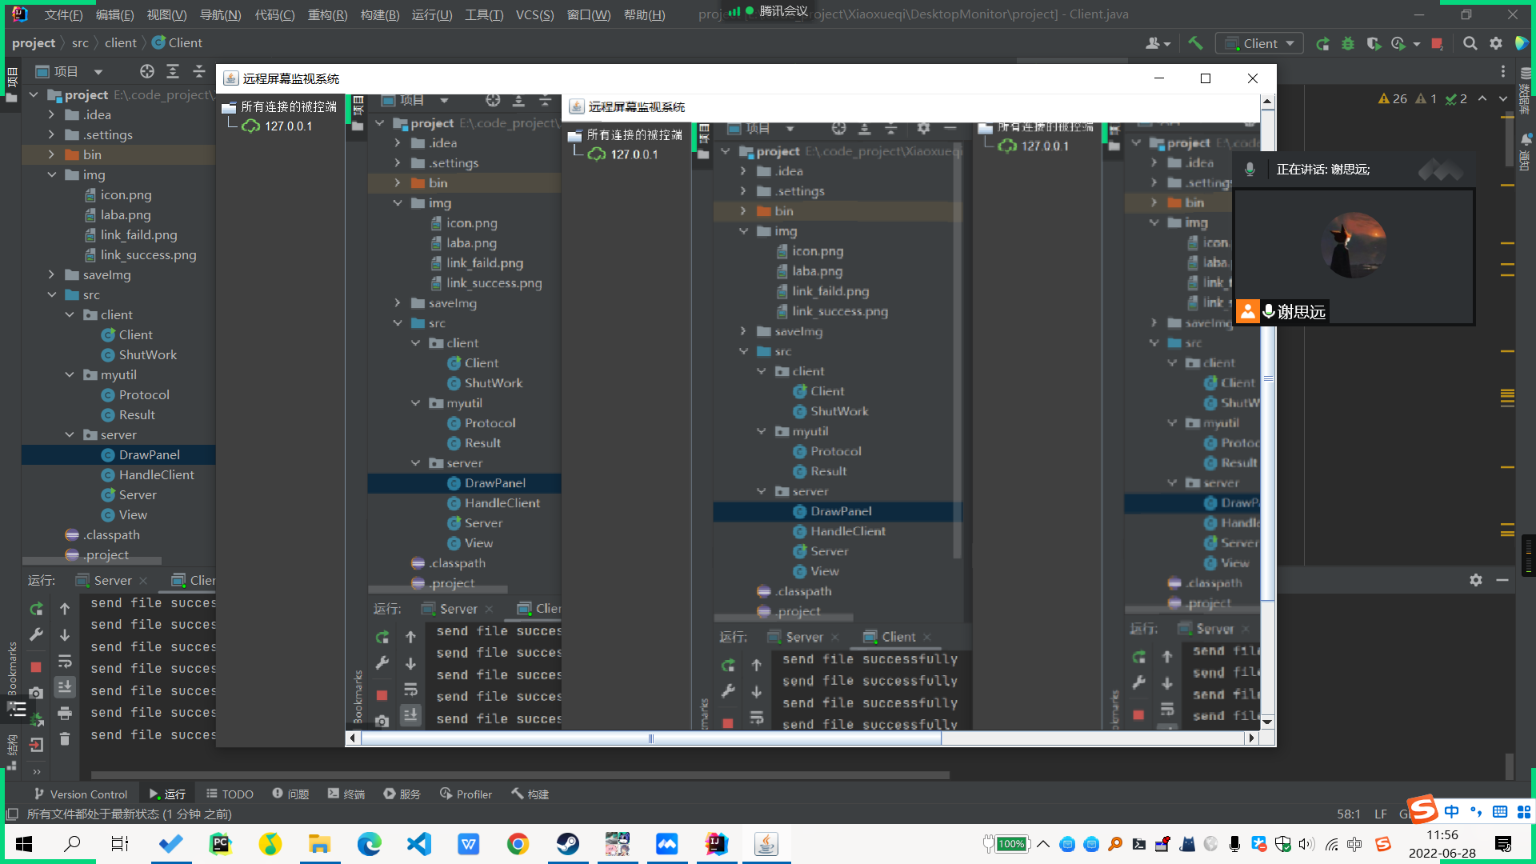 文件(F) 编辑(E) 视图(V) 导航(N) 代码(C) 重构(R) 构建(B) 运行(U) 工具(T) VCS(S) 窗口(W) 帮助(H)
腾讯会议
project\Xiaoxueqi\DesktopMonitor\project] - Client.java
project
src
client
Client
Client
项目
远程屏幕监视系统
26
1
2
project E:\.code_project\
.idea
.settings
bin
img
icon.png
laba.png
link_faild.png
link_success.png
saveImg
src
client
Client
ShutWork
myutil
Protocol
Result
server
DrawPanel
HandleClient
Server
View
.classpath
.project
所有连接的被控端
127.0.0.1
项目
project E:\.code_project\
.idea
.settings
bin
img
icon.png
laba.png
link_faild.png
link_success.png
saveImg
src
client
Client
ShutWork
myutil
Protocol
Result
server
DrawPanel
HandleClient
Server
View
.classpath
.project
运行:
Server
send file succes
send file succes
send file succes
send file succes
send file succes
远程屏幕监视系统
所有连接的被控端
127.0.0.1
项目
project E:\.code_project\Xiaoxueqi
.idea
.settings
bin
img
icon.png
laba.png
link_faild.png
link_success.png
saveImg
src
client
Client
ShutWork
myutil
Protocol
Result
server
DrawPanel
HandleClient
Server
View
.classpath
.project
运行:
Server
Client
send file successfully
send file successfully
send file successfully
send file successfully
所有连接的被控端
127.0.0.1
project E:\.cod
.idea
.settings
bin
img
saveImg
src
client
Client
ShutW
myutil
Result
server
Server
View
.classpath
.project
运行:
Server
send file
send file
正在讲话: 谢思远;
谢思远
数据库
通知
项目
Bookmarks
结构
运行:
Server
send file succes
send file succes
send file succes
send file succes
send file succes
send file succes
send file succes
Version Control
运行
TODO
问题
终端
服务
Profiler
构建
所有文件都处于最新状态 (1 分钟 之前)
58:1
LF
中
100%
中
11:56
2022-06-28